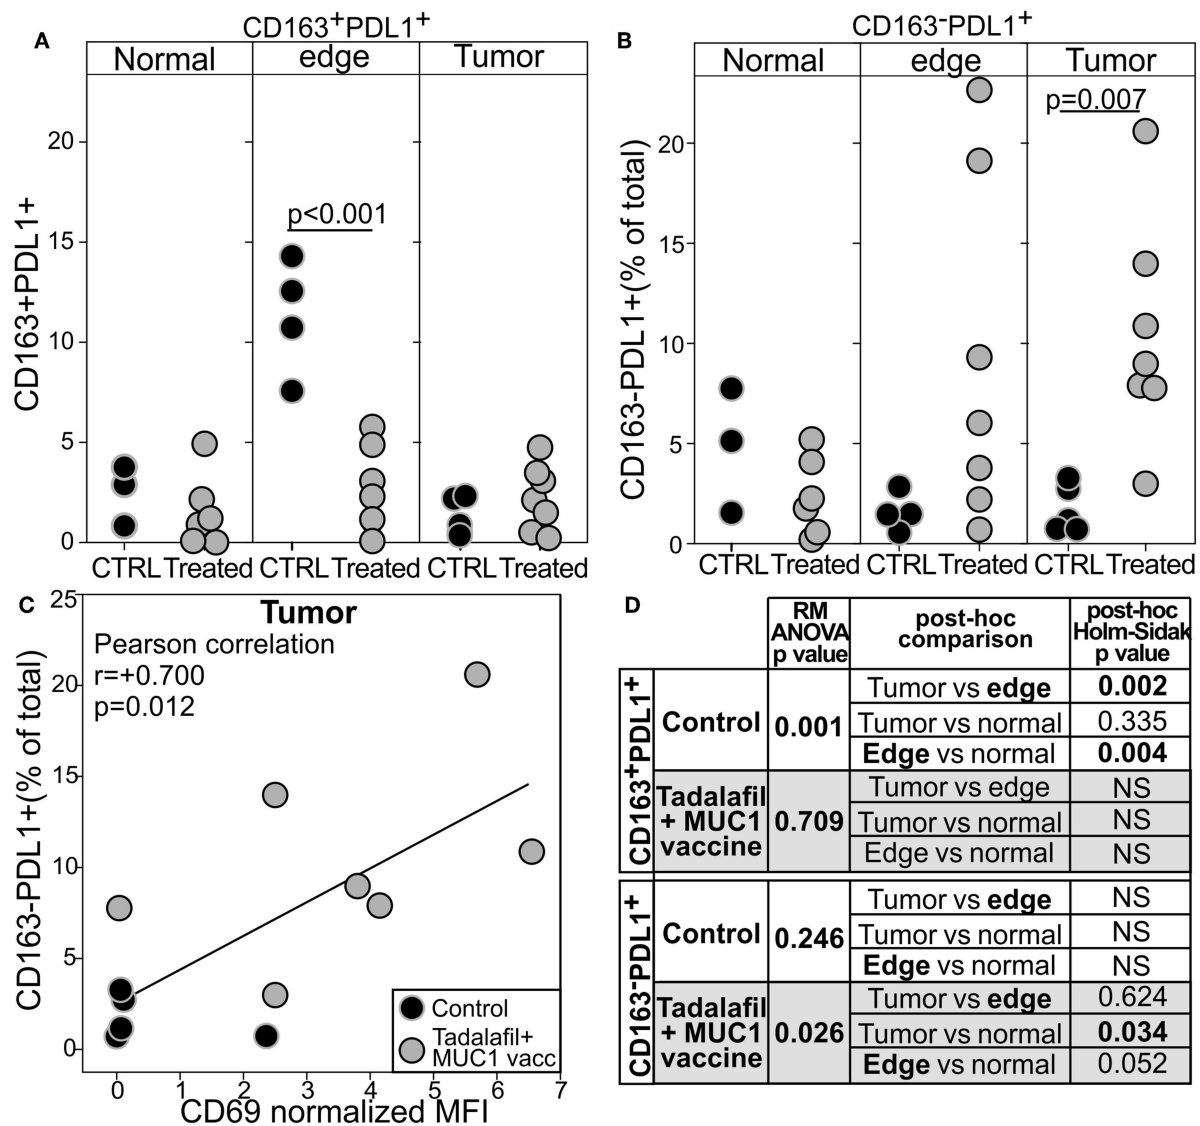 A
CD163+PDL1+
Normal
edge
Tumor
CD163+PDL1+
20
15
10
5
0
p<0.001
CTRL Treated CTRL Treated CTRL Treated
B
CD163-PDL1+
Normal
edge
Tumor
CD163-PDL1+(% of total)
20
15
10
5
0
p=0.007
CTRL Treated CTRL Treated CTRL Treated
C
Tumor
Pearson correlation
r=+0.700
p=0.012
CD163-PDL1+(% of total)
25
20
15
10
5
0
Control
Tadalafil+
MUC1 vacc
0 1 2 3 4 5 6 7
CD69 normalized MFI
D
RM
ANOVA
p value
post-hoc
comparison
post-hoc
Holm-Sidak
p value
CD163+PDL1+
Control
0.001
Tumor vs edge
0.002
Tumor vs normal
0.335
Edge vs normal
0.004
Tadalafil
+ MUC1
vaccine
0.709
Tumor vs edge
NS
Tumor vs normal
NS
Edge vs normal
NS
CD163-PDL1+
Control
0.246
Tumor vs edge
NS
Tumor vs normal
NS
Edge vs normal
NS
Tadalafil
+ MUC1
vaccine
0.026
Tumor vs edge
0.624
Tumor vs normal
0.034
Edge vs normal
0.052